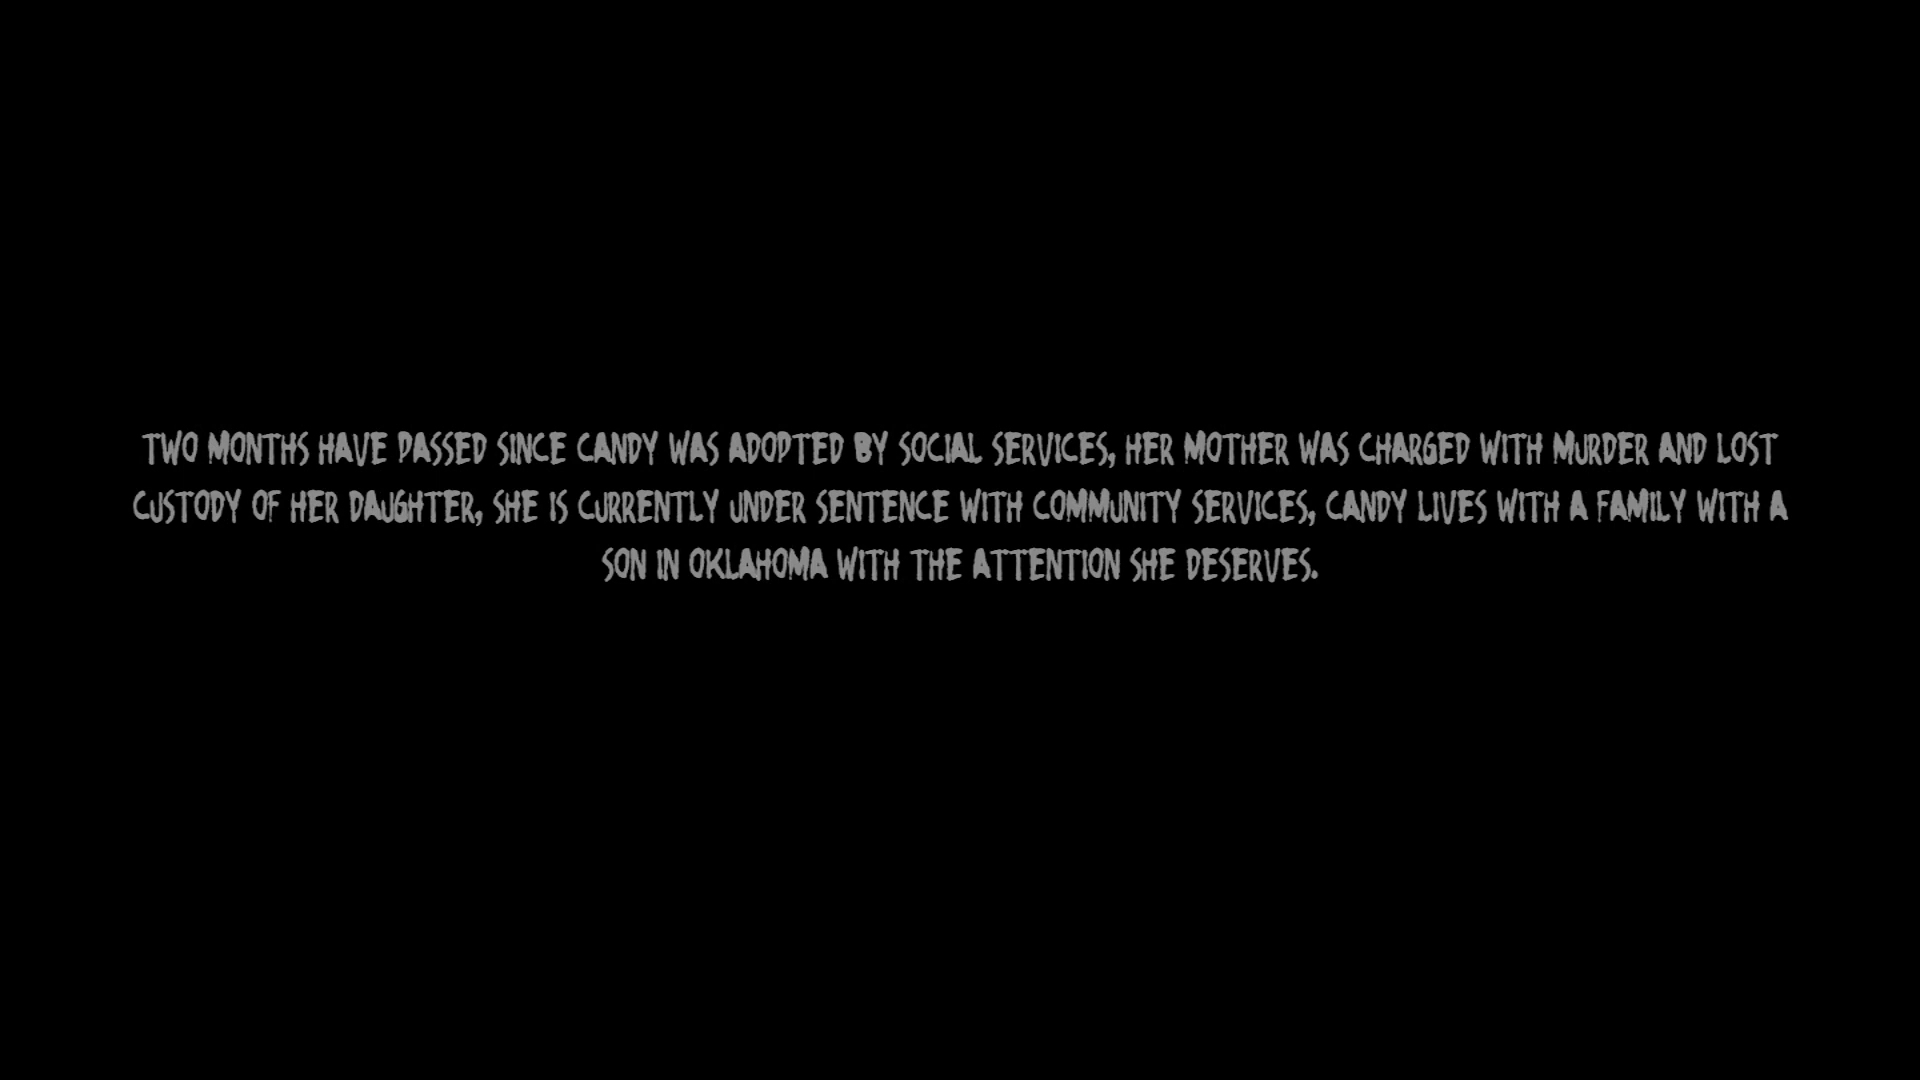 TWO MONTHS HAVE PASSED SINCE CANDY WAS ADOPTED BY SOCIAL SERVICES, HER MOTHER WAS CHARGED WITH MURDER AND LOST
CUSTODY OF HER DAUGHTER, SHE IS CURRENTLY UNDER SENTENCE WITH COMMUNITY SERVICES, CANDY LIVES WITH A FAMILY WITH A
SON IN OKLAHOMA WITH THE ATTENTION SHE DESERVES.